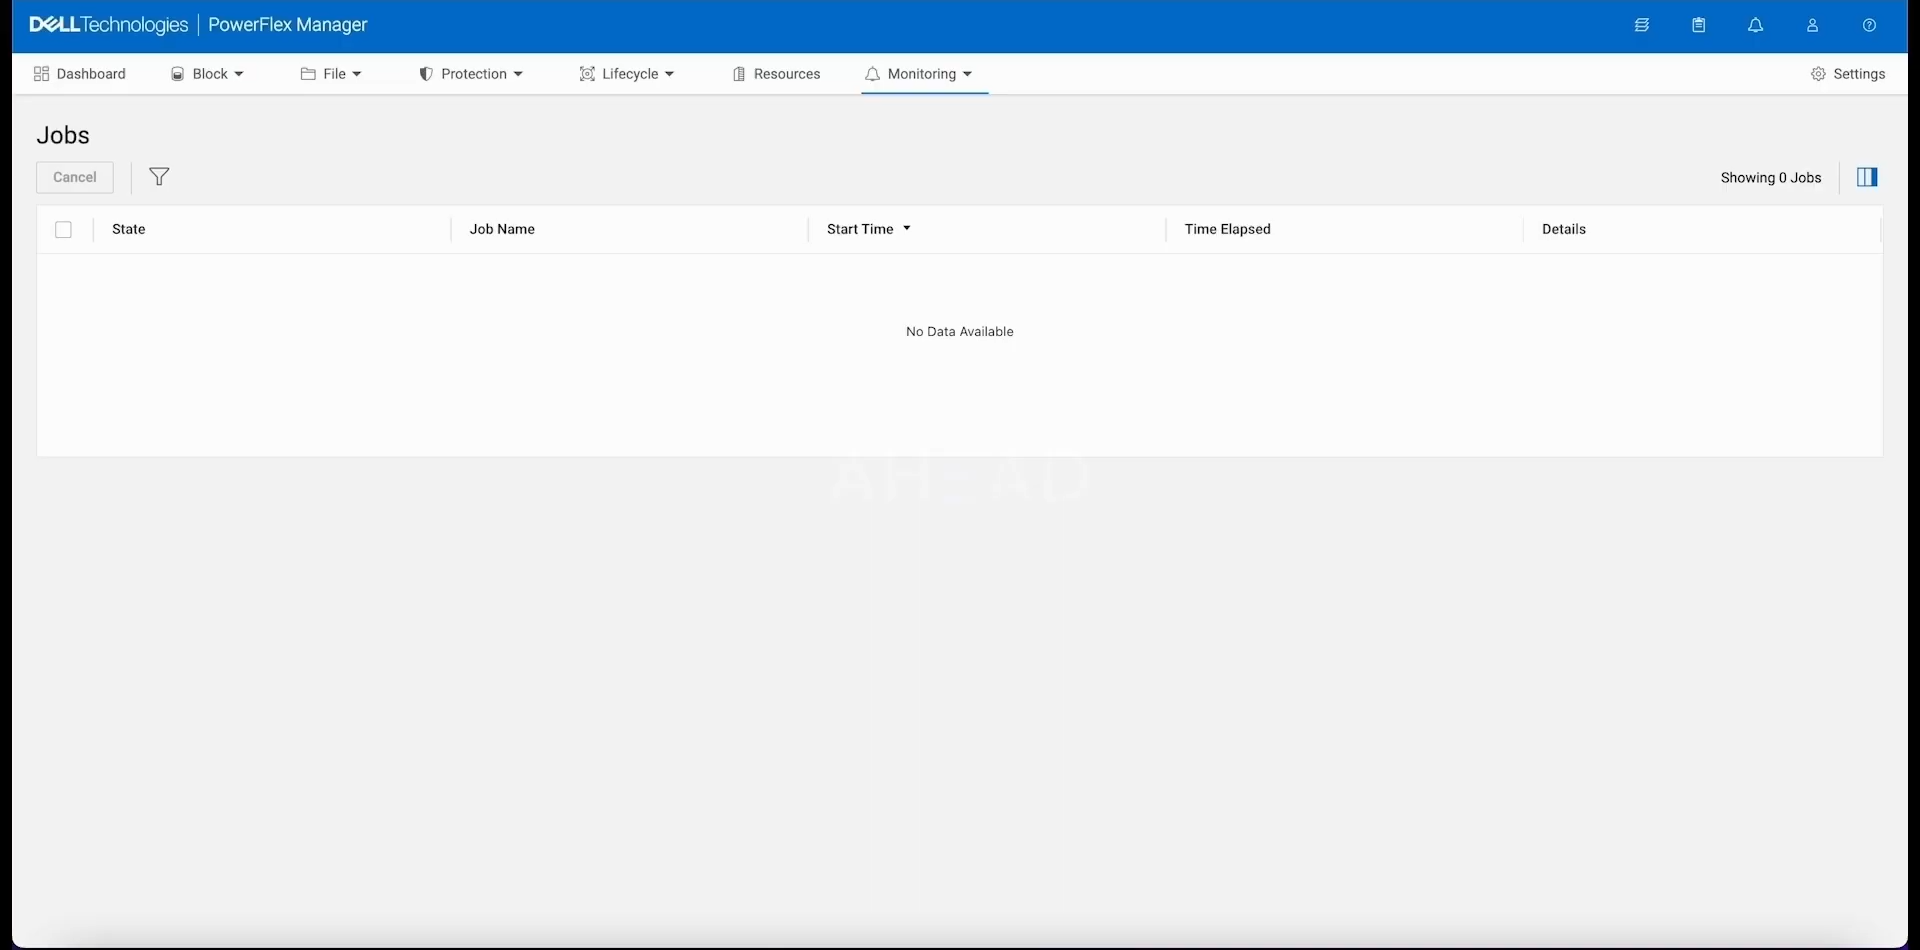 DELLTechnologies | PowerFlex Manager
Dashboard Block File Protection Lifecycle Resources Monitoring Settings
Jobs
Cancel Showing 0 Jobs
State Job Name Start Time Time Elapsed Details
No Data Available
AHEAD